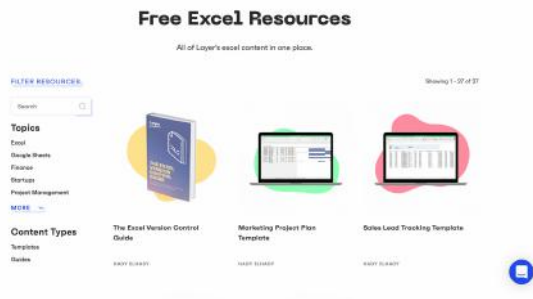 Free Excel Resources
All of Layer's excel content in one place.
FILTER RESOURCES:
Showing 1 - 27 of 27
Search
Topics
Excel
Google Sheets
Finance
Startups
Project Management
MORE
Content Types
Templates
Guides
The Excel Version Control
Guide
Marketing Project Plan
Template
Sales Lead Tracking Template